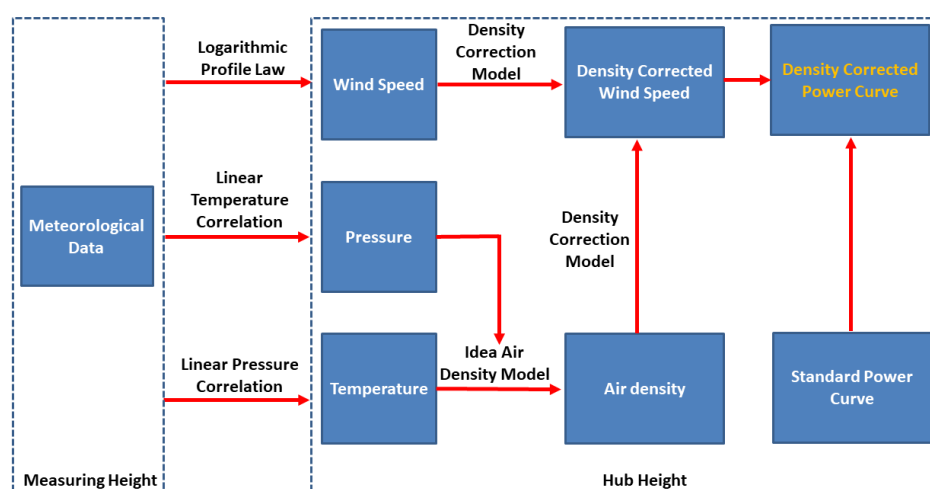 Logarithmic
Profile Law
Wind Speed
Density
Correction
Model
Density Corrected
Wind Speed
Density Corrected
Power Curve
Meteorological
Data
Linear
Temperature
Correlation
Pressure
Density
Correction
Model
Linear Pressure
Correlation
Temperature
Idea Air
Density Model
Air density
Standard Power
Curve
Measuring Height
Hub Height